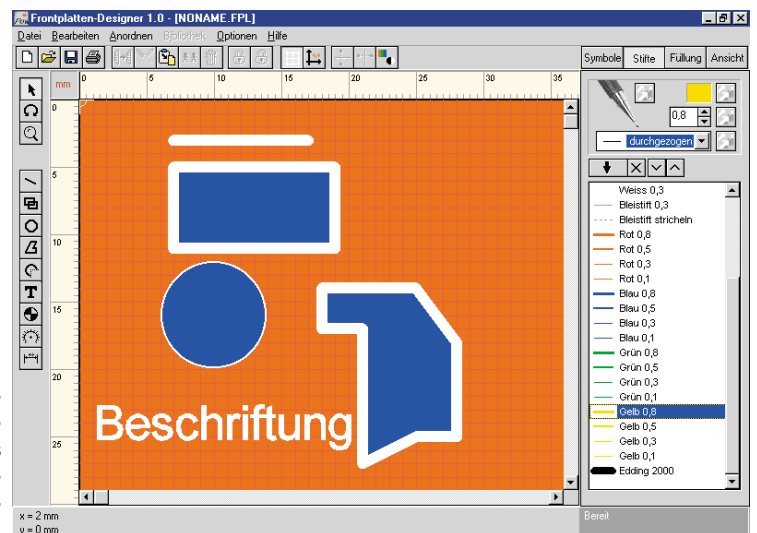 Frontplatten-Designer 1.0 - [NONAME.FPL]
Datei Bearbeiten Anordnen Bibliothek Optionen Hilfe
Symbole Stifte Füllung Ansicht
mm
0 5 10 15 20 25 30 35
0
5
10
15
20
25
T
Beschriftung
0,8
durchgezogen
Weiss 0,3
Bleistift 0,3
Bleistift stricheln
Rot 0,8
Rot 0,5
Rot 0,3
Rot 0,1
Blau 0,8
Blau 0,5
Blau 0,3
Blau 0,1
Grün 0,8
Grün 0,5
Grün 0,3
Grün 0,1
Gelb 0,8
Gelb 0,5
Gelb 0,3
Gelb 0,1
Edding 2000
x = 2 mm
y = 0 mm
Bereit